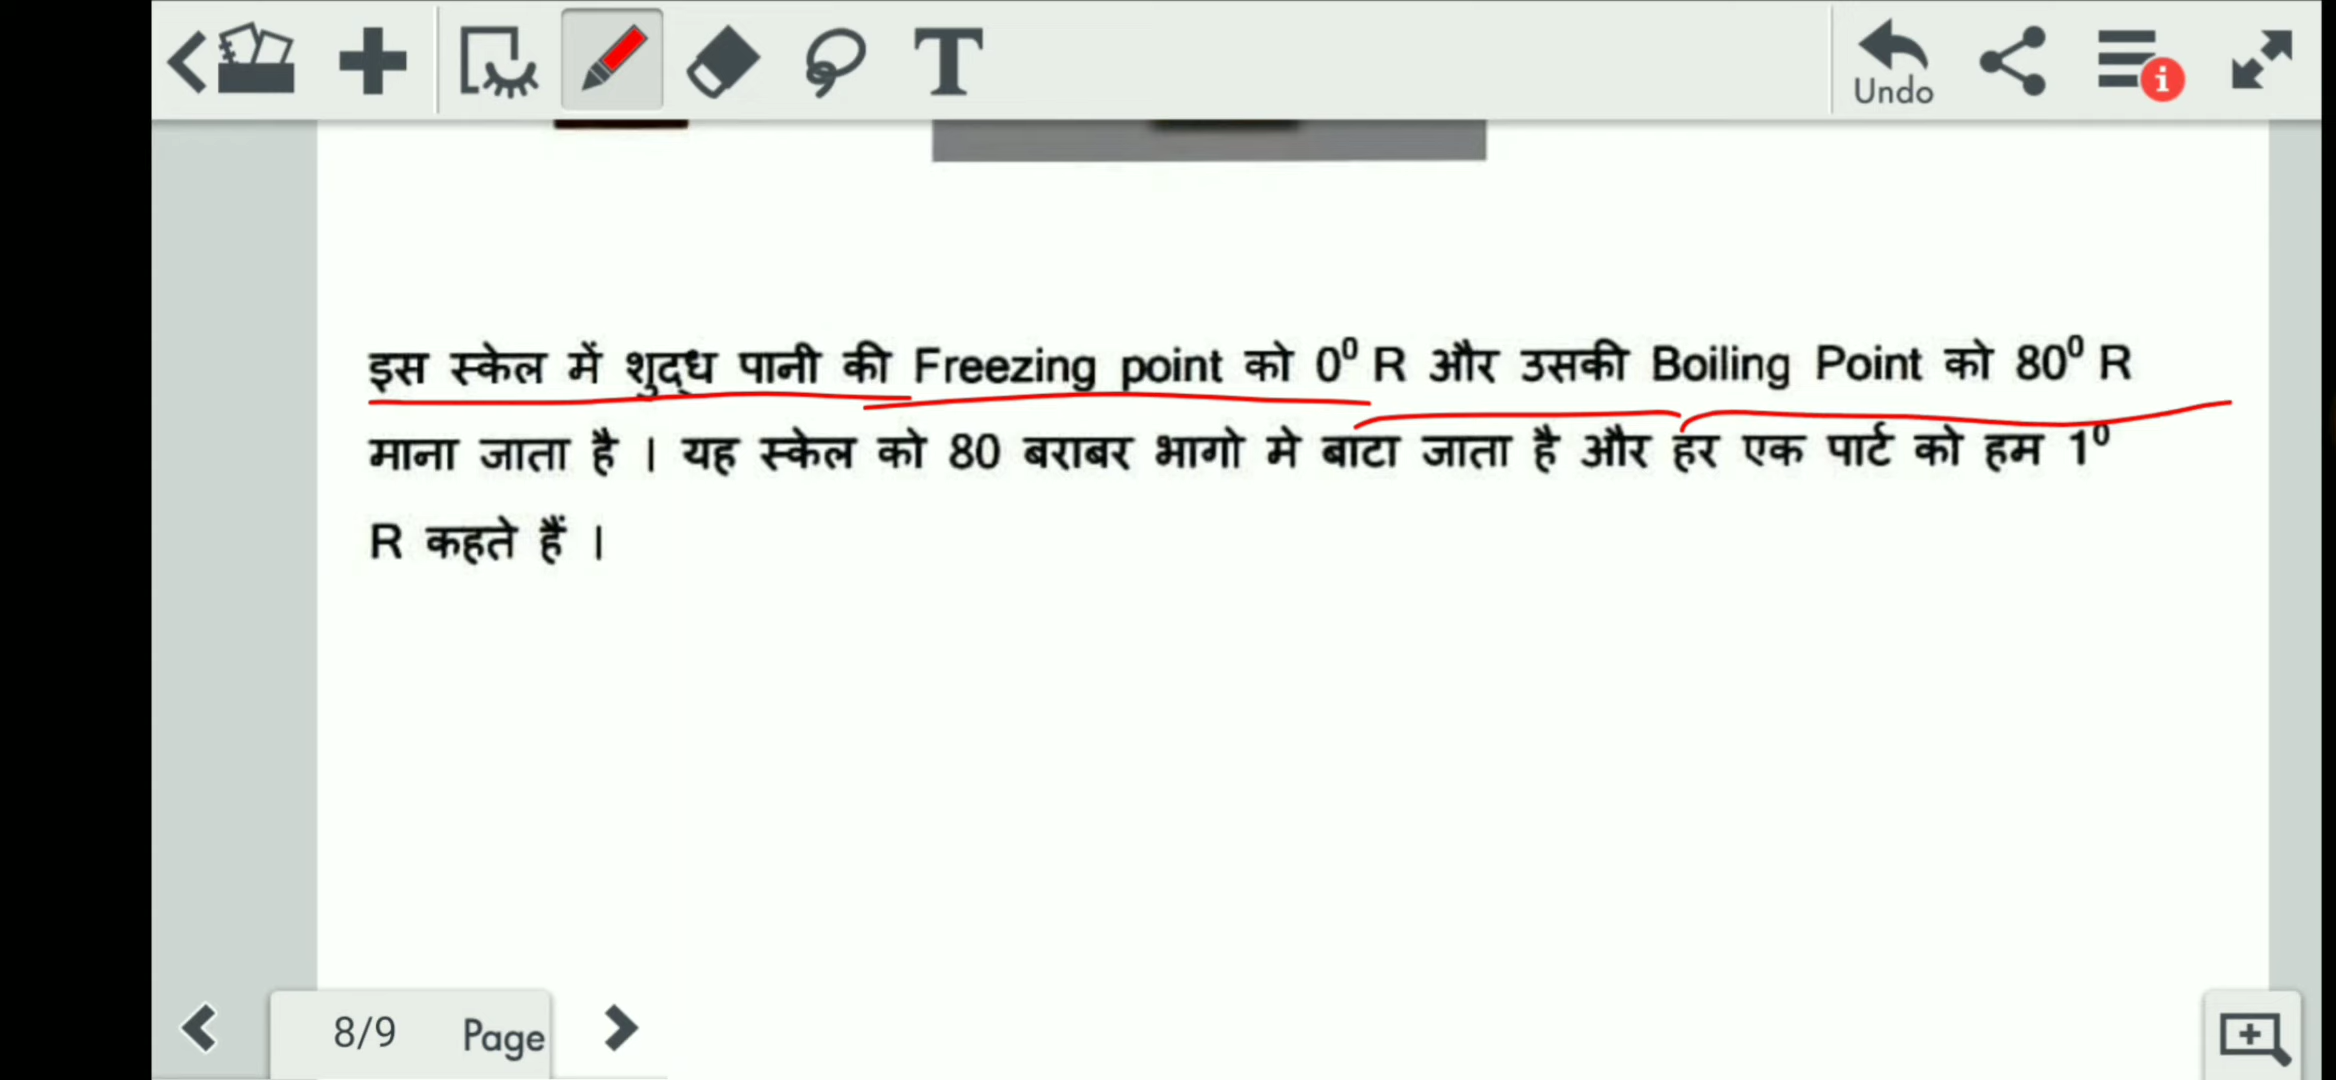 Undo
i
इस स्केल में शुद्ध पानी की Freezing point को 0⁰ R और उसकी Boiling Point को 80⁰ R
माना जाता है । यह स्केल को 80 बराबर भागो मे बाटा जाता है और हर एक पार्ट को हम 1⁰
R कहते हैं ।
8/9 Page